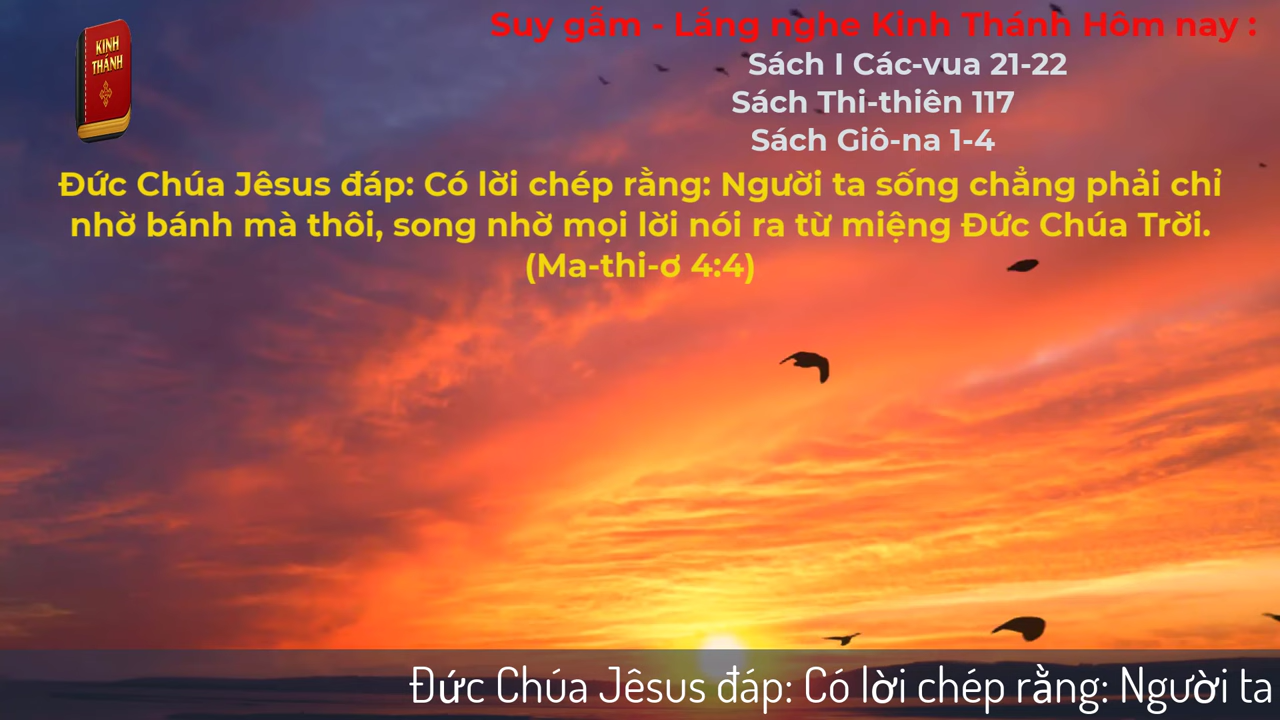 Suy gẫm - Lắng nghe Kinh Thánh Hôm nay :
KINH
THÁNH
Sách I Các-vua 21-22
Sách Thi-thiên 117
Sách Giô-na 1-4
Đức Chúa Jêsus đáp: Có lời chép rằng: Người ta sống chẳng phải chỉ
nhờ bánh mà thôi, song nhờ mọi lời nói ra từ miệng Đức Chúa Trời.
(Ma-thi-ơ 4:4)
Đức Chúa Jêsus đáp: Có lời chép rằng: Người ta